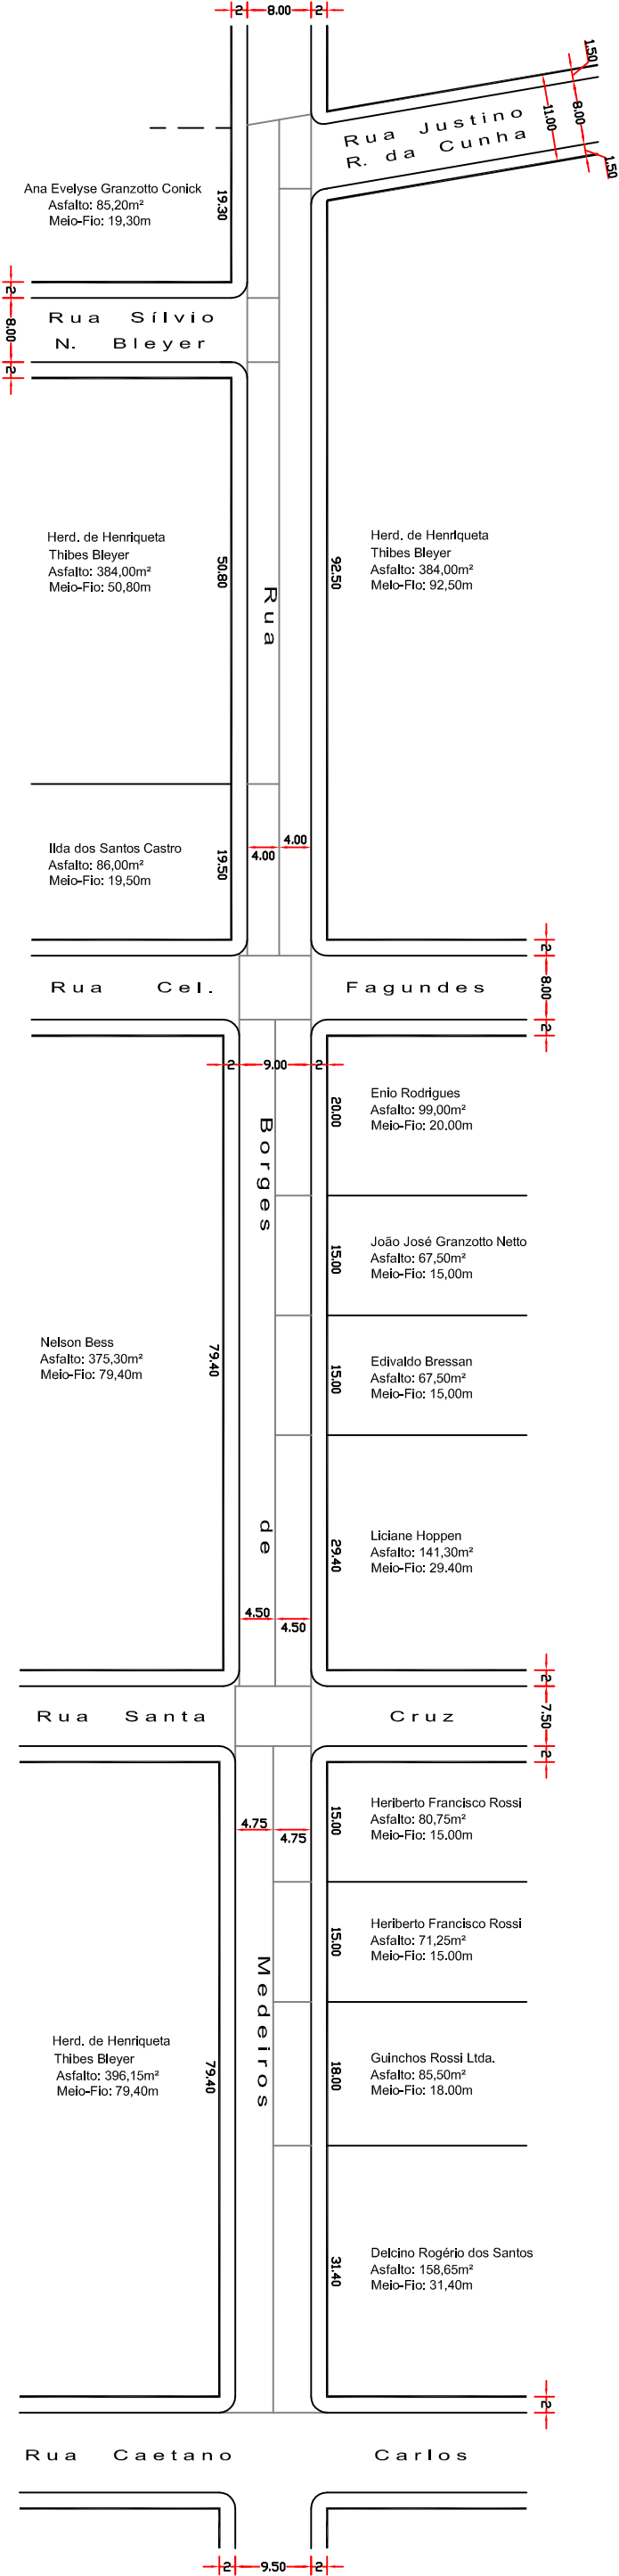 2
8.00
2
1.50
8.00
11.00
1.50
Rua Justino
R. da Cunha
Ana Evelyse Granzotto Conick
Asfalto: 85,20m²
Meio-Fio: 19,30m
19.30
2
8.00
2
Rua Sílvio
N. Bleyer
Herd. de Henriqueta
Thibes Bleyer
Asfalto: 384,00m²
Meio-Fio: 50,80m
50.80
Rua
92.50
Herd. de Henriqueta
Thibes Bleyer
Asfalto: 384,00m²
Meio-Fio: 92,50m
Ilda dos Santos Castro
Asfalto: 86,00m²
Meio-Fio: 19,50m
19.50
4.00
4.00
Rua Cel. Fagundes
2
8.00
2
2
9.00
2
Borges
20.00
Enio Rodrigues
Asfalto: 99,00m²
Meio-Fio: 20.00m
15.00
João José Granzotto Netto
Asfalto: 67,50m²
Meio-Fio: 15,00m
Nelson Bess
Asfalto: 375,30m²
Meio-Fio: 79,40m
79.40
15.00
Edivaldo Bressan
Asfalto: 67,50m²
Meio-Fio: 15,00m
de
29.40
Liciane Hoppen
Asfalto: 141,30m²
Meio-Fio: 29.40m
4.50
4.50
Rua Santa Cruz
2
7.50
2
4.75
4.75
15.00
Heriberto Francisco Rossi
Asfalto: 80,75m²
Meio-Fio: 15.00m
Medeiros
15.00
Heriberto Francisco Rossi
Asfalto: 71,25m²
Meio-Fio: 15.00m
Herd. de Henriqueta
Thibes Bleyer
Asfalto: 396,15m²
Meio-Fio: 79,40m
79.40
18.00
Guinchos Rossi Ltda.
Asfalto: 85,50m²
Meio-Fio: 18.00m
31.40
Delcino Rogério dos Santos
Asfalto: 158,65m²
Meio-Fio: 31,40m
2
Rua Caetano Carlos
2
9.50
2